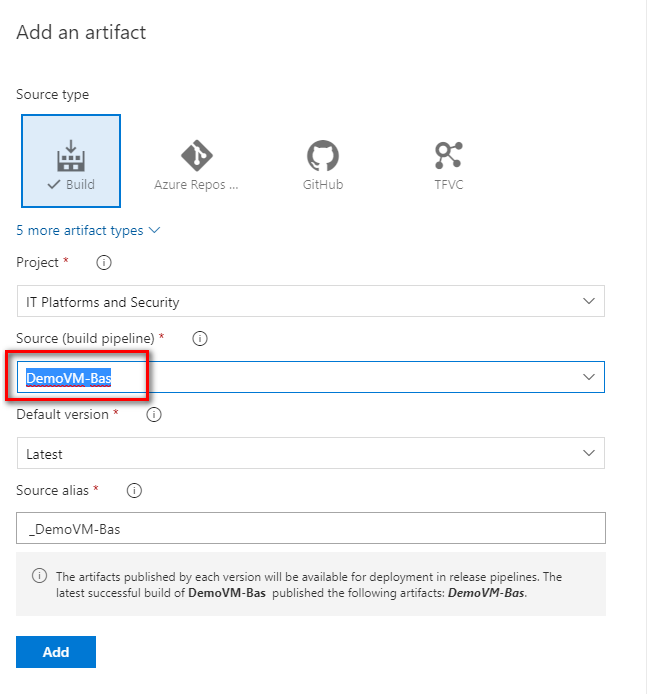 Add an artifact
Source type
Build
Azure Repos ...
GitHub
TFVC
5 more artifact types
Project *
IT Platforms and Security
Source (build pipeline) *
DemoVM-Bas
Default version *
Latest
Source alias *
_DemoVM-Bas
The artifacts published by each version will be available for deployment in release pipelines. The
latest successful build of DemoVM-Bas published the following artifacts: DemoVM-Bas.
Add